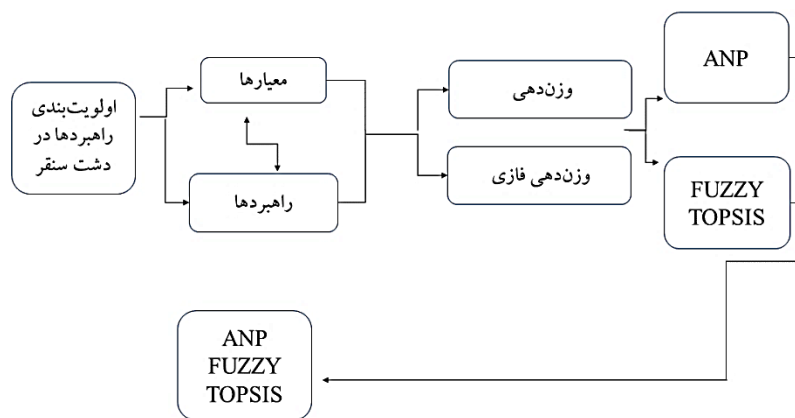 اولویت‌بندی
راهبردها در
دشت سنقر
معیارها
راهبردها
وزن‌دهی
وزن‌دهی فازی
ANP
FUZZY
TOPSIS
ANP
FUZZY
TOPSIS